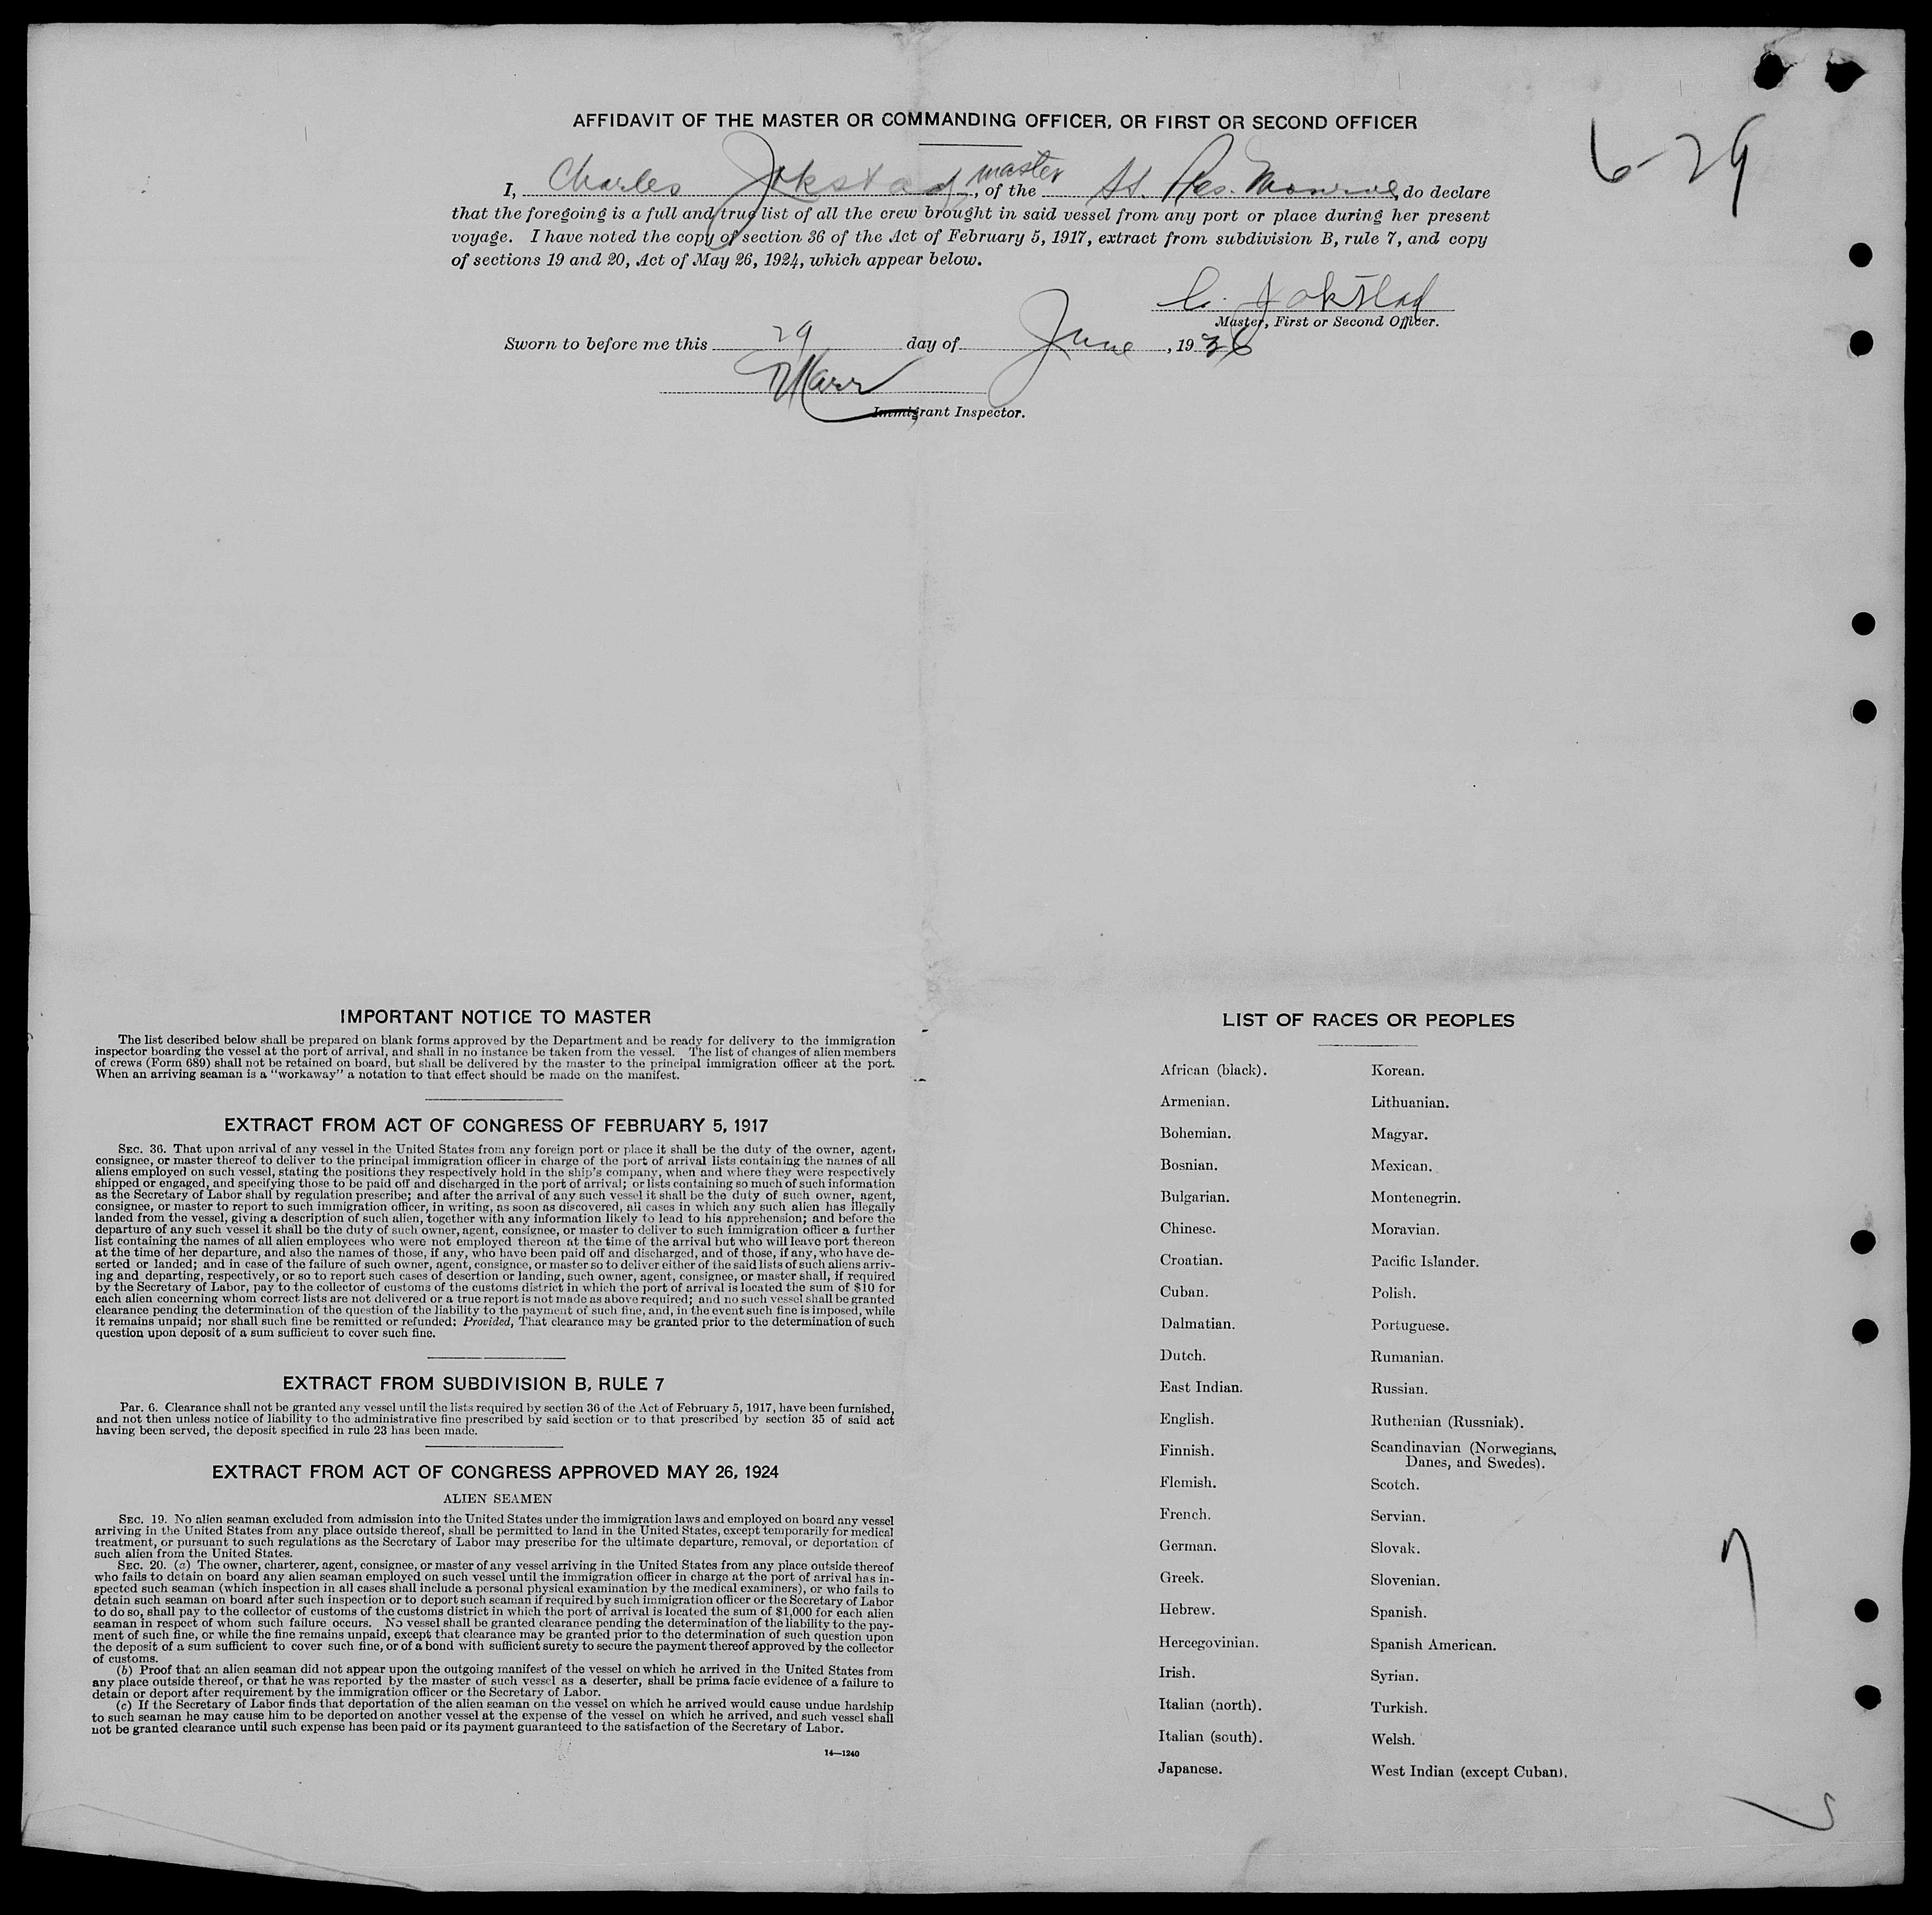 AFFIDAVIT OF THE MASTER OR COMMANDING OFFICER, OR FIRST OR SECOND OFFICER
6-29
I, Charles Jokstad, master, of the SS. Pres. Monroe, do declare
that the foregoing is a full and true list of all the crew brought in said vessel from any port or place during her present
voyage. I have noted the copy of section 36 of the Act of February 5, 1917, extract from subdivision B, rule 7, and copy
of sections 19 and 20, Act of May 26, 1924, which appear below.
C. Jokstad
Master, First or Second Officer.
Sworn to before me this 29 day of June, 1936
Immigrant Inspector.
IMPORTANT NOTICE TO MASTER
The list described below shall be prepared on blank forms approved by the Department and be ready for delivery to the immigration
inspector boarding the vessel at the port of arrival, and shall in no instance be taken from the vessel. The list of changes of alien members
of crews (Form 689) shall not be retained on board, but shall be delivered by the master to the principal immigration officer at the port.
When an arriving seaman is a "workaway" a notation to that effect should be made on the manifest.
EXTRACT FROM ACT OF CONGRESS OF FEBRUARY 5, 1917
SEC. 36. That upon arrival of any vessel in the United States from any foreign port or place it shall be the duty of the owner, agent,
consignee, or master thereof to deliver to the principal immigration officer in charge of the port of arrival lists containing the names of all
aliens employed on such vessel, stating the positions they respectively hold in the ship's company, when and where they were respectively
shipped or engaged, and specifying those to be paid off and discharged in the port of arrival; or lists containing so much of such information
as the Secretary of Labor shall by regulation prescribe; and after the arrival of any such vessel it shall be the duty of such owner, agent,
consignee, or master to report to such immigration officer, in writing, as soon as discovered, all cases in which any such alien has illegally
landed from the vessel, giving a description of such alien, together with any information likely to lead to his apprehension; and before the
departure of any such vessel it shall be the duty of such owner, agent, consignee, or master to deliver to such immigration officer a further
list containing the names of all alien employees who were not employed thereon at the time of the arrival but who will leave port thereon
at the time of her departure, and also the names of those, if any, who have been paid off and discharged, and of those, if any, who have de-
serted or landed; and in case of the failure of such owner, agent, consignee, or master so to deliver either of the said lists of such aliens arriv-
ing and departing, respectively, or so to report such cases of desertion or landing, such owner, agent, consignee, or master shall, if required
by the Secretary of Labor, pay to the collector of customs of the customs district in which the port of arrival is located the sum of $10 for
each alien concerning whom correct lists are not delivered or a true report is not made as above required; and no such vessel shall be granted
clearance pending the determination of the question of the liability to the payment of such fine, and, in the event such fine is imposed, while
it remains unpaid; nor shall such fine be remitted or refunded: Provided, That clearance may be granted prior to the determination of such
question upon deposit of a sum sufficient to cover such fine.
EXTRACT FROM SUBDIVISION B, RULE 7
Par. 6. Clearance shall not be granted any vessel until the lists required by section 36 of the Act of February 5, 1917, have been furnished,
and not then unless notice of liability to the administrative fine prescribed by said section or to that prescribed by section 35 of said act
having been served, the deposit specified in rule 23 has been made.
EXTRACT FROM ACT OF CONGRESS APPROVED MAY 26, 1924
ALIEN SEAMEN
SEC. 19. No alien seaman excluded from admission into the United States under the immigration laws and employed on board any vessel
arriving in the United States from any place outside thereof, shall be permitted to land in the United States, except temporarily for medical
treatment, or pursuant to such regulations as the Secretary of Labor may prescribe for the ultimate departure, removal, or deportation of
such alien from the United States.
SEC. 20. (a) The owner, charterer, agent, consignee, or master of any vessel arriving in the United States from any place outside thereof
who fails to detain on board any alien seaman employed on such vessel until the immigration officer in charge at the port of arrival has in-
spected such seaman (which inspection in all cases shall include a personal physical examination by the medical examiners), or who fails to
detain such seaman on board after such inspection or to deport such seaman if required by such immigration officer or the Secretary of Labor
to do so, shall pay to the collector of customs of the customs district in which the port of arrival is located the sum of $1,000 for each alien
seaman in respect of whom such failure occurs. No vessel shall be granted clearance pending the determination of the liability to the pay-
ment of such fine, or while the fine remains unpaid, except that clearance may be granted prior to the determination of such question upon
the deposit of a sum sufficient to cover such fine, or of a bond with sufficient surety to secure the payment thereof approved by the collector
of customs.
(b) Proof that an alien seaman did not appear upon the outgoing manifest of the vessel on which he arrived in the United States from
any place outside thereof, or that he was reported by the master of such vessel as a deserter, shall be prima facie evidence of a failure to
detain or deport after requirement by the immigration officer or the Secretary of Labor.
(c) If the Secretary of Labor finds that deportation of the alien seaman on the vessel on which he arrived would cause undue hardship
to such seaman he may cause him to be deported on another vessel at the expense of the vessel on which he arrived, and such vessel shall
not be granted clearance until such expense has been paid or its payment guaranteed to the satisfaction of the Secretary of Labor.
14—1240
LIST OF RACES OR PEOPLES
African (black).
Armenian.
Bohemian.
Bosnian.
Bulgarian.
Chinese.
Croatian.
Cuban.
Dalmatian.
Dutch.
East Indian.
English.
Finnish.
Flemish.
French.
German.
Greek.
Hebrew.
Hercegovinian.
Irish.
Italian (north).
Italian (south).
Japanese.
Korean.
Lithuanian.
Magyar.
Mexican.
Montenegrin.
Moravian.
Pacific Islander.
Polish.
Portuguese.
Rumanian.
Russian.
Ruthenian (Russniak).
Scandinavian (Norwegians,
Danes, and Swedes).
Scotch.
Servian.
Slovak.
Slovenian.
Spanish.
Spanish American.
Syrian.
Turkish.
Welsh.
West Indian (except Cuban).